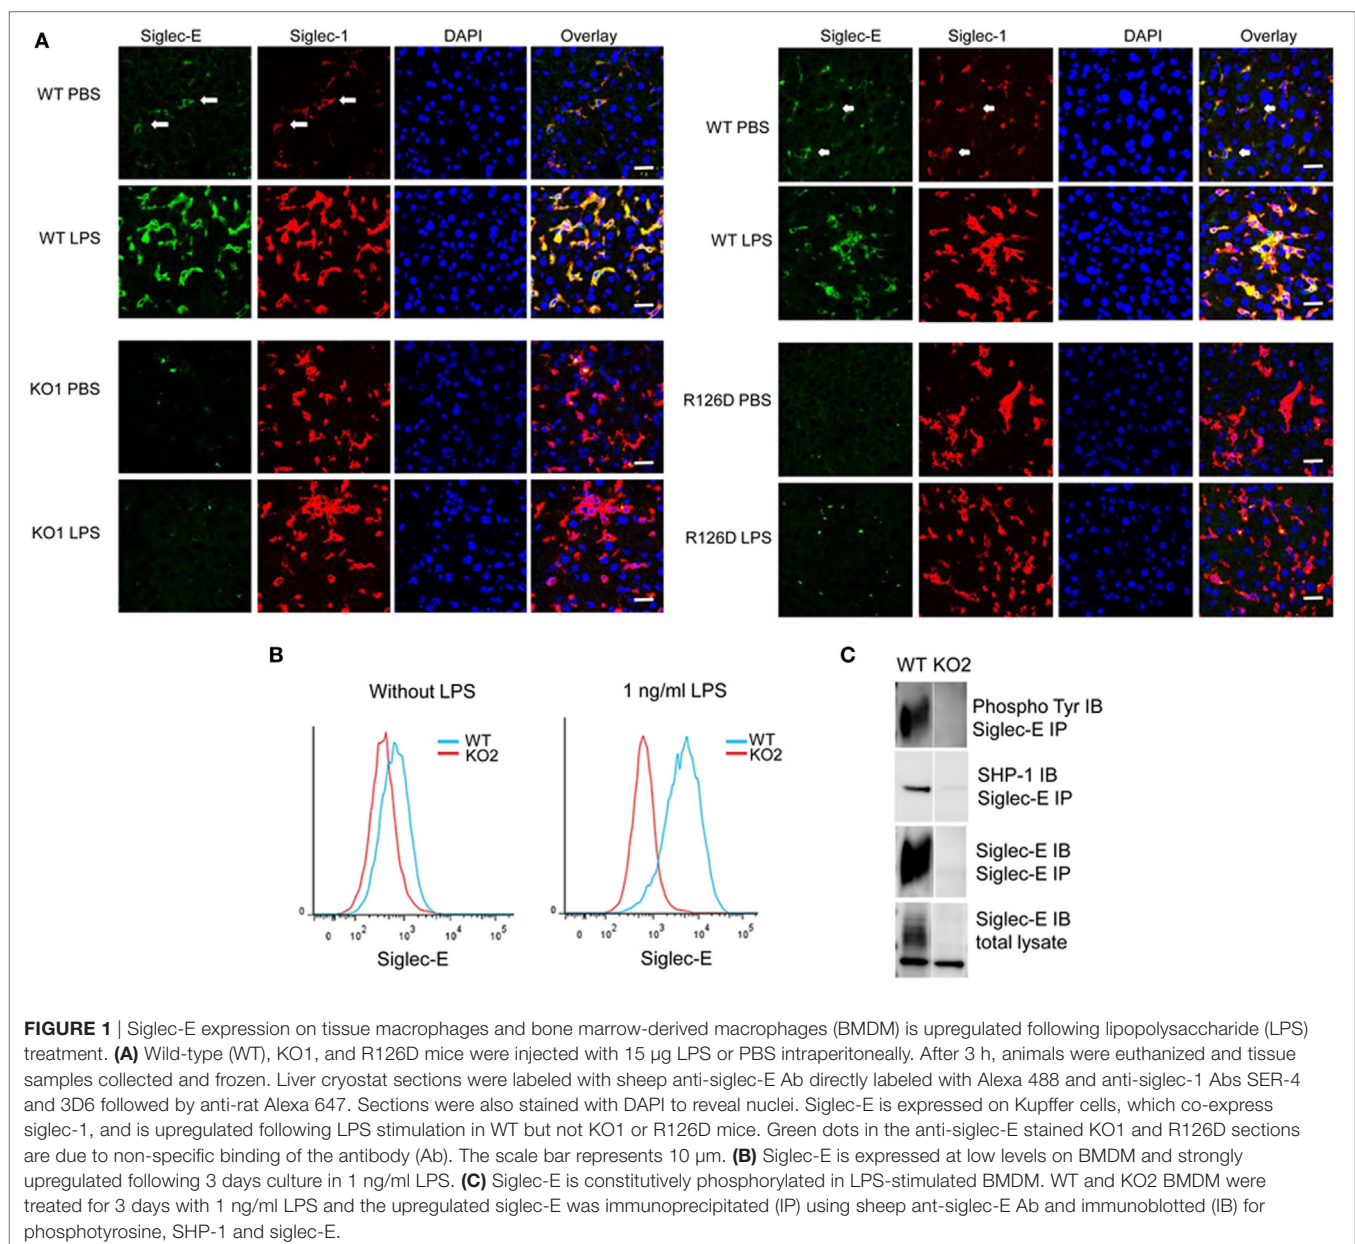 A
Siglec-E Siglec-1 DAPI Overlay
WT PBS
WT LPS
KO1 PBS
KO1 LPS
Siglec-E Siglec-1 DAPI Overlay
WT PBS
WT LPS
R126D PBS
R126D LPS
B
Without LPS
WT
KO2
0
0 10² 10³ 10⁴ 10⁵
Siglec-E
1 ng/ml LPS
WT
KO2
0
0 10² 10³ 10⁴ 10⁵
Siglec-E
C
WT KO2
Phospho Tyr IB
Siglec-E IP
SHP-1 IB
Siglec-E IP
Siglec-E IB
Siglec-E IP
Siglec-E IB
total lysate
FIGURE 1 | Siglec-E expression on tissue macrophages and bone marrow-derived macrophages (BMDM) is upregulated following lipopolysaccharide (LPS)
treatment. (A) Wild-type (WT), KO1, and R126D mice were injected with 15 µg LPS or PBS intraperitoneally. After 3 h, animals were euthanized and tissue
samples collected and frozen. Liver cryostat sections were labeled with sheep anti-siglec-E Ab directly labeled with Alexa 488 and anti-siglec-1 Abs SER-4
and 3D6 followed by anti-rat Alexa 647. Sections were also stained with DAPI to reveal nuclei. Siglec-E is expressed on Kupffer cells, which co-express
siglec-1, and is upregulated following LPS stimulation in WT but not KO1 or R126D mice. Green dots in the anti-siglec-E stained KO1 and R126D sections
are due to non-specific binding of the antibody (Ab). The scale bar represents 10 µm. (B) Siglec-E is expressed at low levels on BMDM and strongly
upregulated following 3 days culture in 1 ng/ml LPS. (C) Siglec-E is constitutively phosphorylated in LPS-stimulated BMDM. WT and KO2 BMDM were
treated for 3 days with 1 ng/ml LPS and the upregulated siglec-E was immunoprecipitated (IP) using sheep ant-siglec-E Ab and immunoblotted (IB) for
phosphotyrosine, SHP-1 and siglec-E.